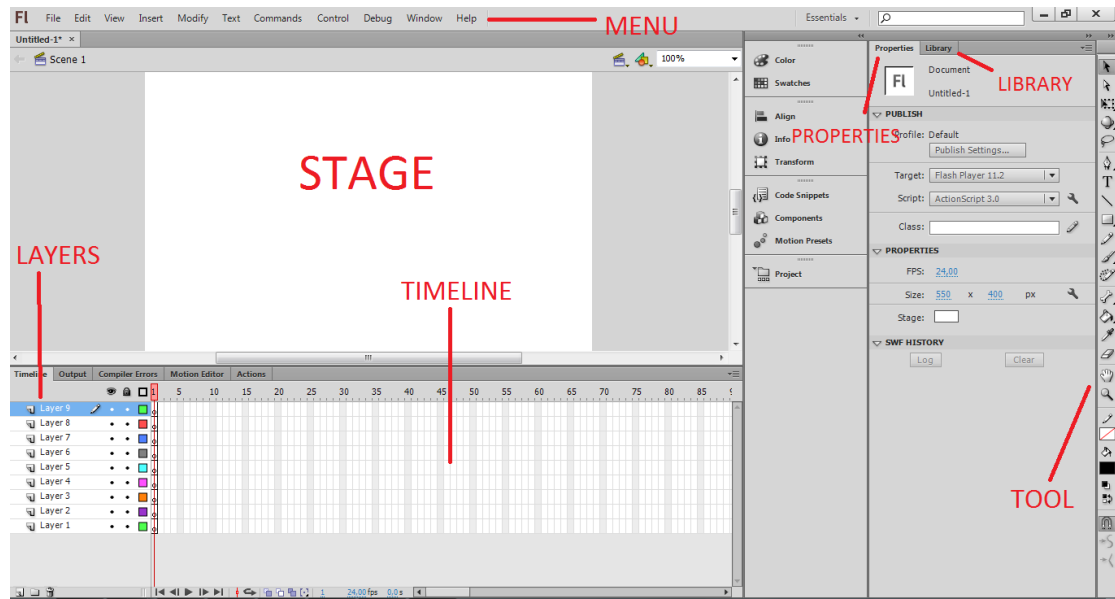 Fl File Edit View Insert Modify Text Commands Control Debug Window Help MENU Essentials
Untitled-1* ×
Scene 1 100%
STAGE
LAYERS
TIMELINE
Color
Swatches
Align
Info
Transform
Code Snippets
Components
Motion Presets
Project
Properties Library
LIBRARY
PROPERTIES
Fl Document
Untitled-1
PUBLISH
Profile: Default
Publish Settings...
Target: Flash Player 11.2
Script: ActionScript 3.0
Class:
PROPERTIES
FPS: 24,00
Size: 550 x 400 px
Stage:
SWF HISTORY
Log Clear
TOOL
T
Timeline Output Compiler Errors Motion Editor Actions
1 5 10 15 20 25 30 35 40 45 50 55 60 65 70 75 80 85 9
Layer 9
Layer 8
Layer 7
Layer 6
Layer 5
Layer 4
Layer 3
Layer 2
Layer 1
1 24,00 fps 0,0 s